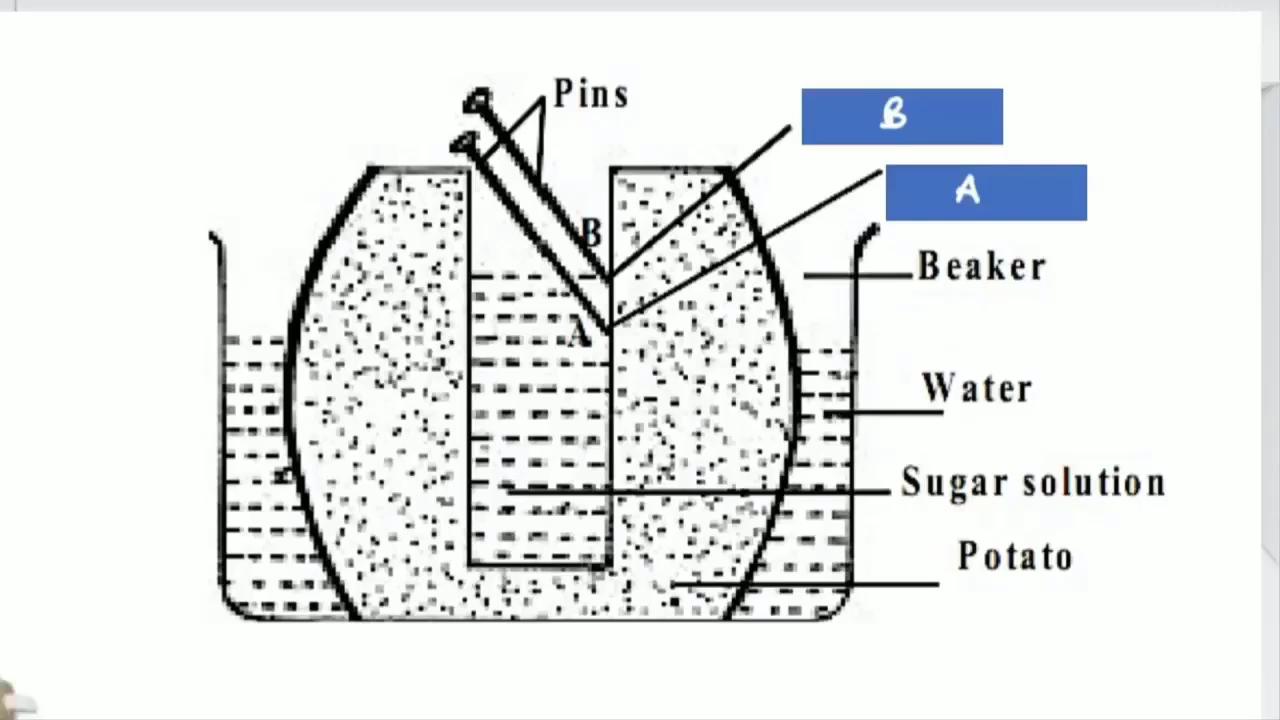 Pins
B
A
B
Beaker
A
Water
Sugar solution
Potato